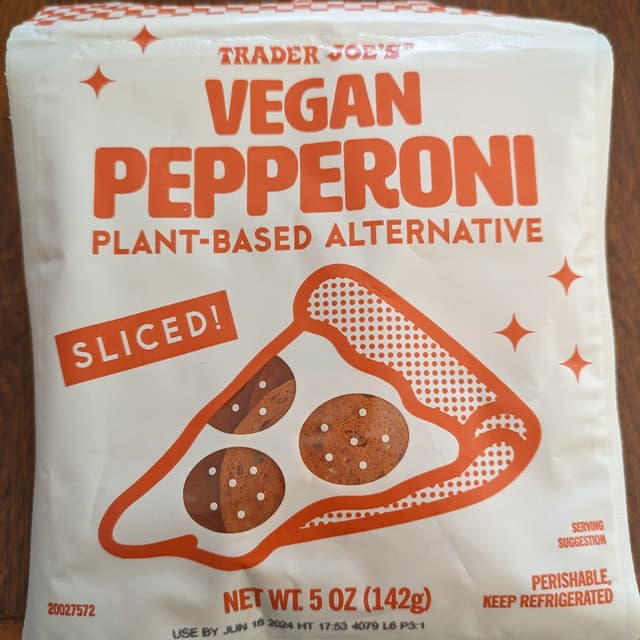 TRADER JOE'S®
VEGAN
PEPPERONI
PLANT-BASED ALTERNATIVE
SLICED!
SERVING
SUGGESTION
PERISHABLE,
KEEP REFRIGERATED
NET WT. 5 OZ (142g)
20027572
USE BY JUN 16 2024 HT 17:53 4079 L6 P3:1